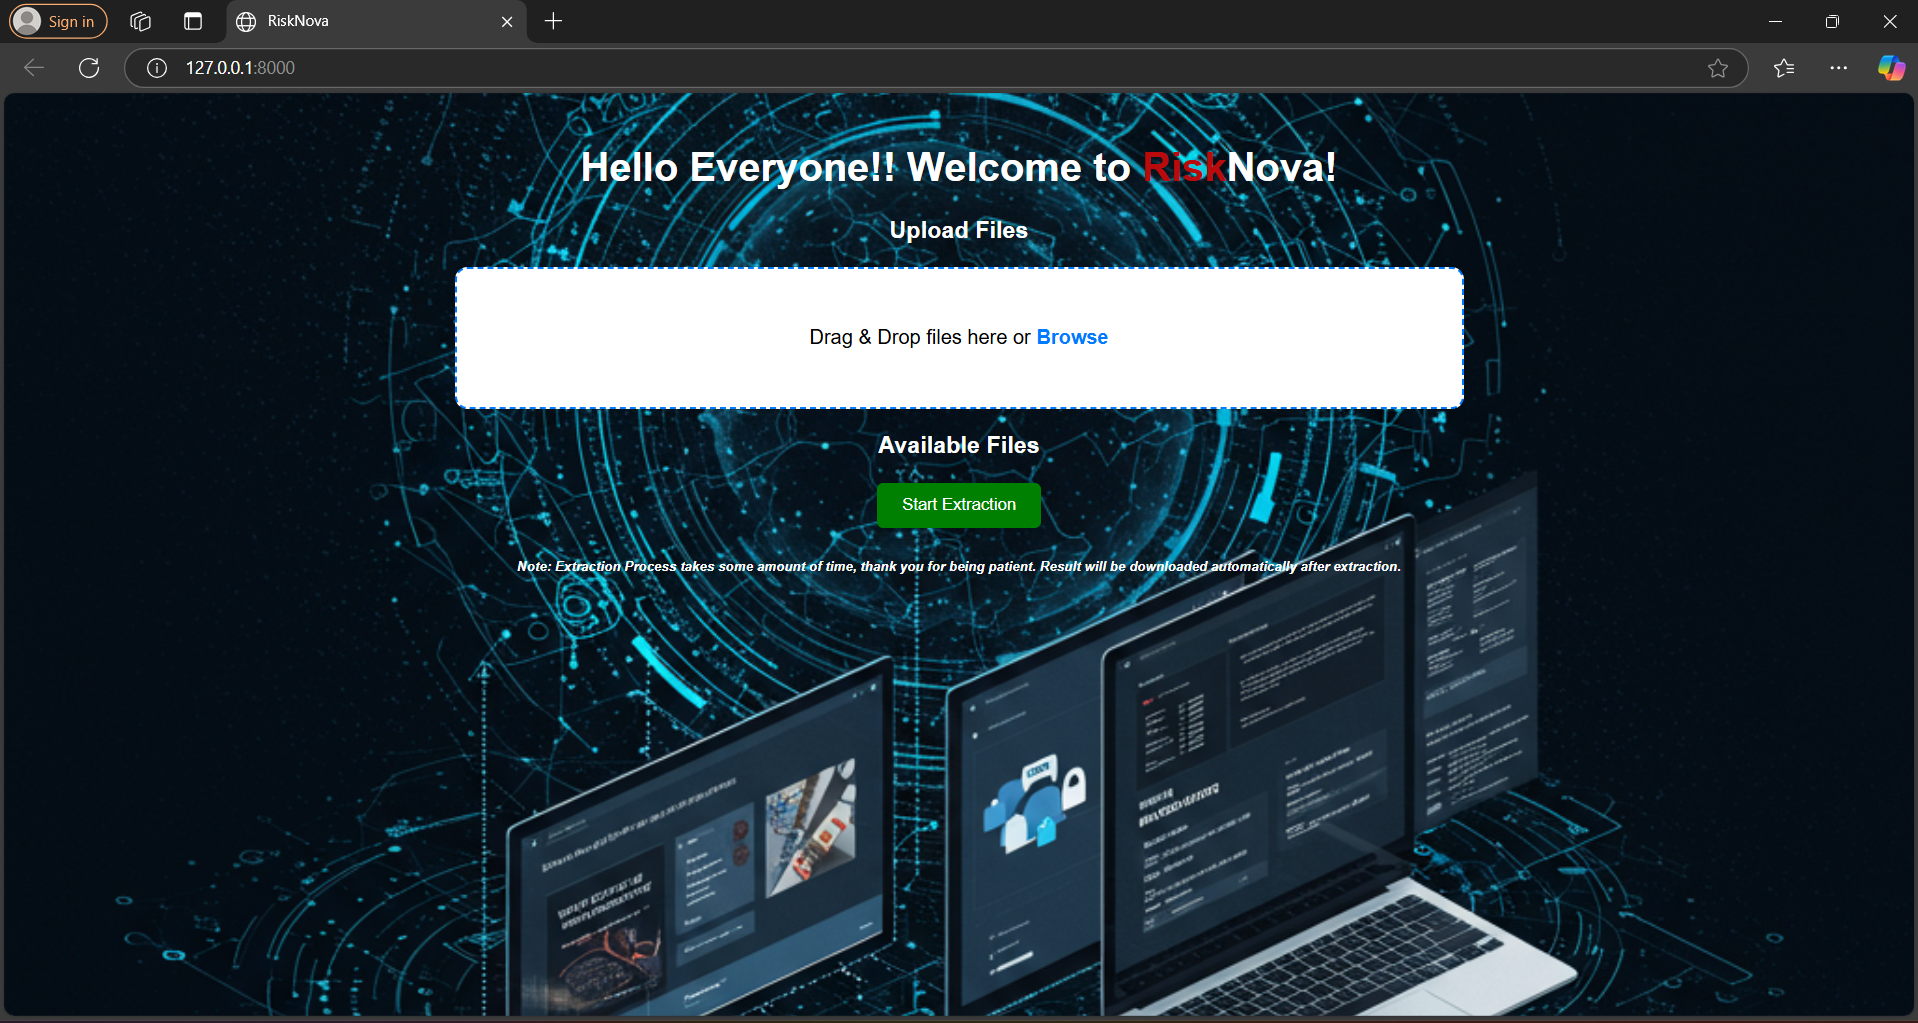 Sign in
RiskNova
127.0.0.1:8000
Hello Everyone!! Welcome to RiskNova!
Upload Files
Drag & Drop files here or Browse
Available Files
Start Extraction
Note: Extraction Process takes some amount of time, thank you for being patient. Result will be downloaded automatically after extraction.